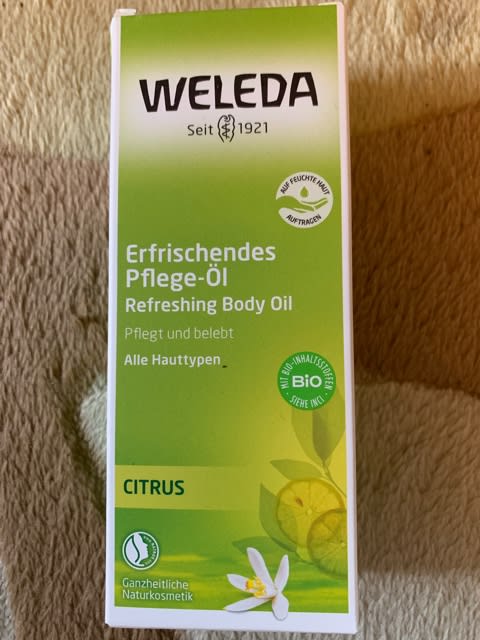 WELEDA
Seit 1921
AUF FEUCHTE HAUT
AUFTRAGEN
Erfrischendes
Pflege-Öl
Refreshing Body Oil
Pflegt und belebt
Alle Hauttypen
MIT BIO-INHALTSSTOFFEN
BiO
SIEHE INCI
CITRUS
Ganzheitliche
Naturkosmetik